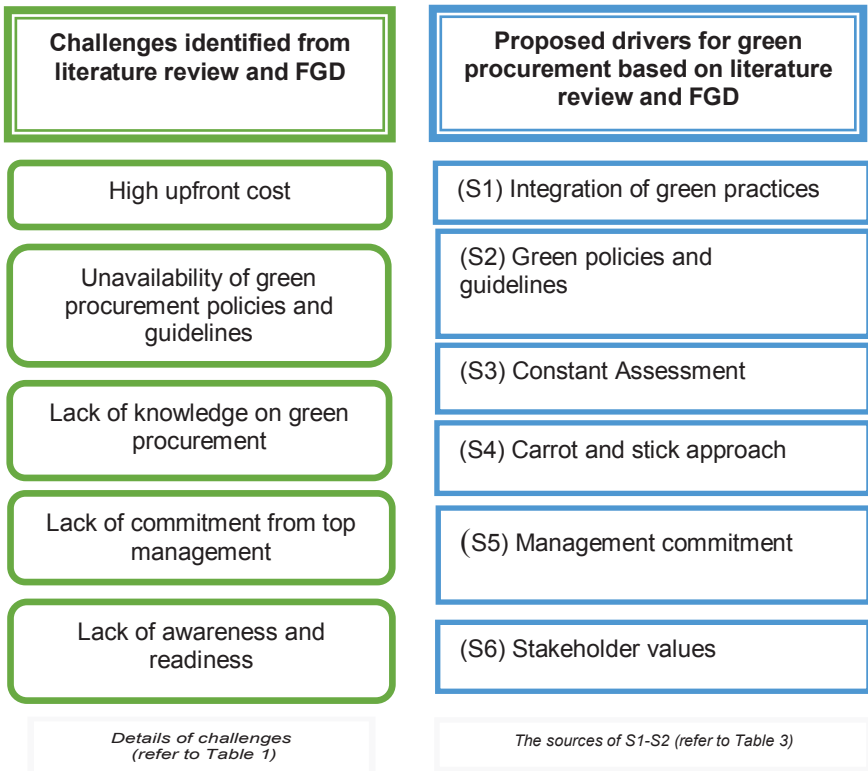 Challenges identified from
literature review and FGD
High upfront cost
Unavailability of green
procurement policies and
guidelines
Lack of knowledge on green
procurement
Lack of commitment from top
management
Lack of awareness and
readiness
Details of challenges
(refer to Table 1)
Proposed drivers for green
procurement based on literature
review and FGD
(S1) Integration of green practices
(S2) Green policies and
guidelines
(S3) Constant Assessment
(S4) Carrot and stick approach
(S5) Management commitment
(S6) Stakeholder values
The sources of S1-S2 (refer to Table 3)